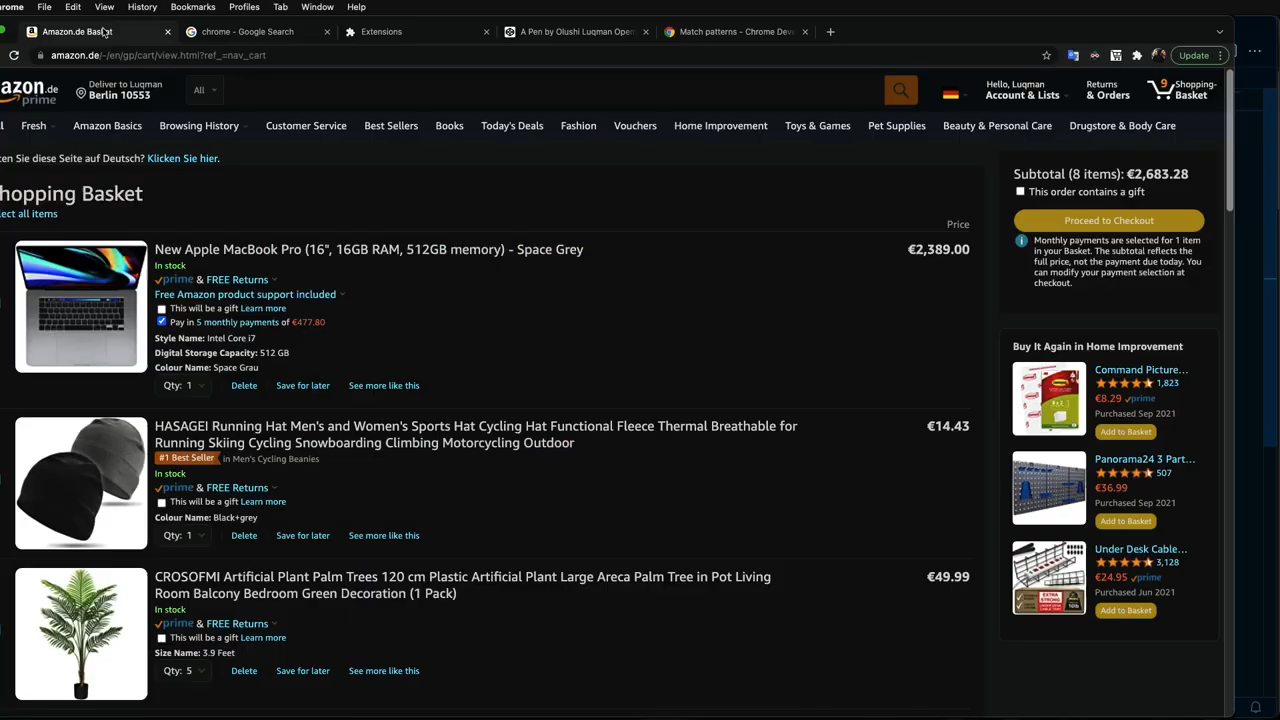 hrome File Edit View History Bookmarks Profiles Tab Window Help
Amazon.de Basket
chrome - Google Search
Extensions
A Pen by Olushi Luqman Opem
Match patterns - Chrome Deve
amazon.de/-/en/gp/cart/view.html?ref_=nav_cart
Update
azon.de
prime
Deliver to Luqman
Berlin 10553
All
Hello, Luqman
Account & Lists
Returns
& Orders
9
Shopping-
Basket
l Fresh Amazon Basics Browsing History Customer Service Best Sellers Books Today's Deals Fashion Vouchers Home Improvement Toys & Games Pet Supplies Beauty & Personal Care Drugstore & Body Care
en Sie diese Seite auf Deutsch? Klicken Sie hier.
hopping Basket
lect all items
Price
New Apple MacBook Pro (16", 16GB RAM, 512GB memory) - Space Grey
€2,389.00
In stock
prime & FREE Returns
Free Amazon product support included
This will be a gift Learn more
Pay in 5 monthly payments of €477.80
Style Name: Intel Core i7
Digital Storage Capacity: 512 GB
Colour Name: Space Grau
Qty: 1 Delete Save for later See more like this
HASAGEI Running Hat Men's and Women's Sports Hat Cycling Hat Functional Fleece Thermal Breathable for
Running Skiing Cycling Snowboarding Climbing Motorcycling Outdoor
€14.43
#1 Best Seller in Men's Cycling Beanies
In stock
prime & FREE Returns
This will be a gift Learn more
Colour Name: Black+grey
Qty: 1 Delete Save for later See more like this
CROSOFMI Artificial Plant Palm Trees 120 cm Plastic Artificial Plant Large Areca Palm Tree in Pot Living
Room Balcony Bedroom Green Decoration (1 Pack)
€49.99
In stock
prime & FREE Returns
This will be a gift Learn more
Size Name: 3.9 Feet
Qty: 5 Delete Save for later See more like this
Subtotal (8 items): €2,683.28
This order contains a gift
Proceed to Checkout
Monthly payments are selected for 1 item
in your Basket. The subtotal reflects the
full price, not the payment due today. You
can modify your payment selection at
checkout.
Buy It Again in Home Improvement
Command Picture...
1,823
€8.29 prime
Purchased Sep 2021
Add to Basket
Panorama24 3 Part...
507
€36.99
Purchased Sep 2021
Add to Basket
Under Desk Cable...
3,128
€24.95 prime
Purchased Jun 2021
Add to Basket